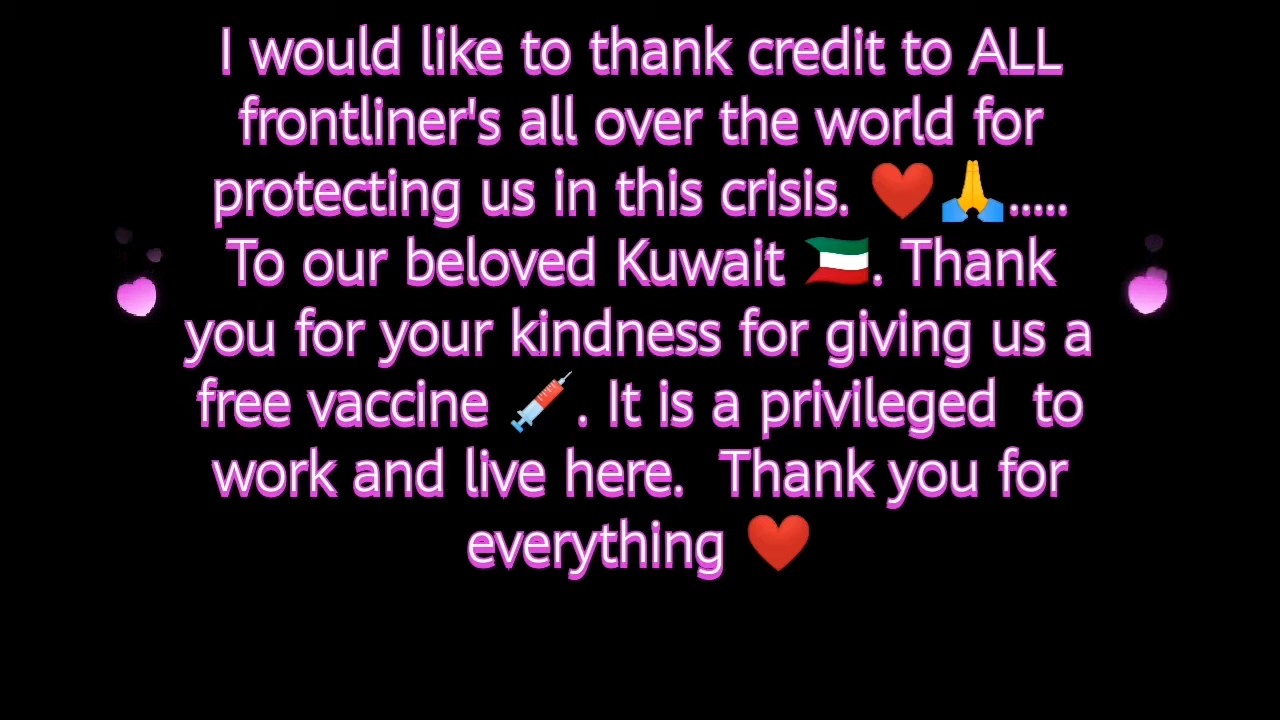 I would like to thank credit to ALL
frontliner's all over the world for
protecting us in this crisis. ❤️🙏.....
To our beloved Kuwait 🇰🇼. Thank
you for your kindness for giving us a
free vaccine 💉. It is a privileged  to
work and live here.  Thank you for
everything ❤️